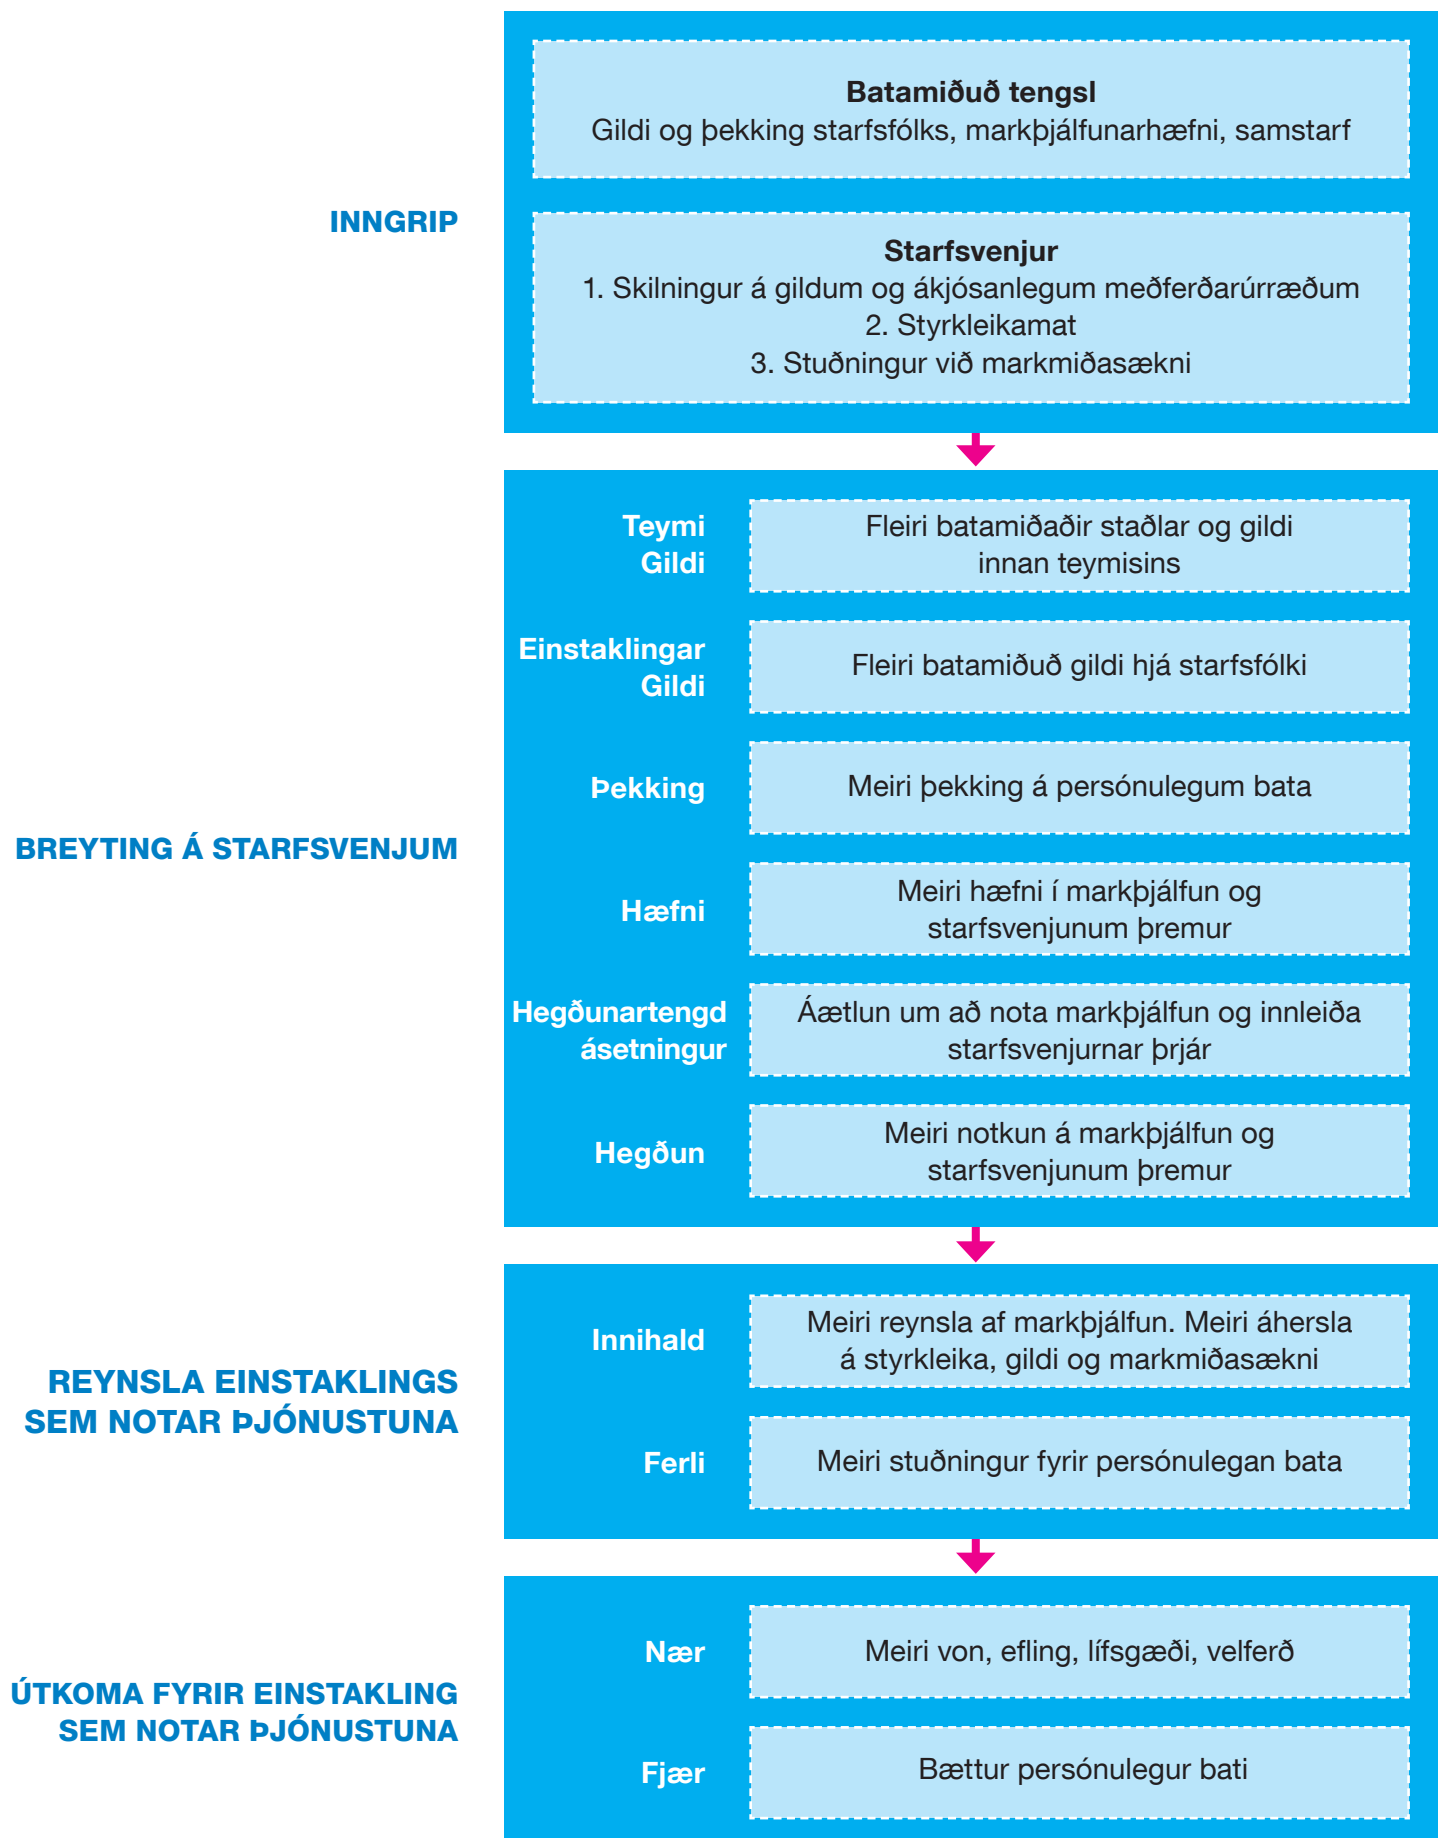 INNGRIP
Batamiðuð tengsl
Gildi og þekking starfsfólks, markþjálfunarhæfni, samstarf
Starfsvenjur
1. Skilningur á gildum og ákjósanlegum meðferðarúrræðum
2. Styrkleikamat
3. Stuðningur við markmiðasækni
BREYTING Á STARFSVENJUM
Teymi
Gildi
Fleiri batamiðaðir staðlar og gildi
innan teymisins
Einstaklingar
Gildi
Fleiri batamiðuð gildi hjá starfsfólki
Þekking
Meiri þekking á persónulegum bata
Hæfni
Meiri hæfni í markþjálfun og
starfsvenjunum þremur
Hegðunartengd
ásetningur
Áætlun um að nota markþjálfun og innleiða
starfsvenjurnar þrjár
Hegðun
Meiri notkun á markþjálfun og
starfsvenjunum þremur
REYNSLA EINSTAKLINGS
SEM NOTAR ÞJÓNUSTUNA
Innihald
Meiri reynsla af markþjálfun. Meiri áhersla
á styrkleika, gildi og markmiðasækni
Ferli
Meiri stuðningur fyrir persónulegan bata
ÚTKOMA FYRIR EINSTAKLING
SEM NOTAR ÞJÓNUSTUNA
Nær
Meiri von, efling, lífsgæði, velferð
Fjær
Bættur persónulegur bati